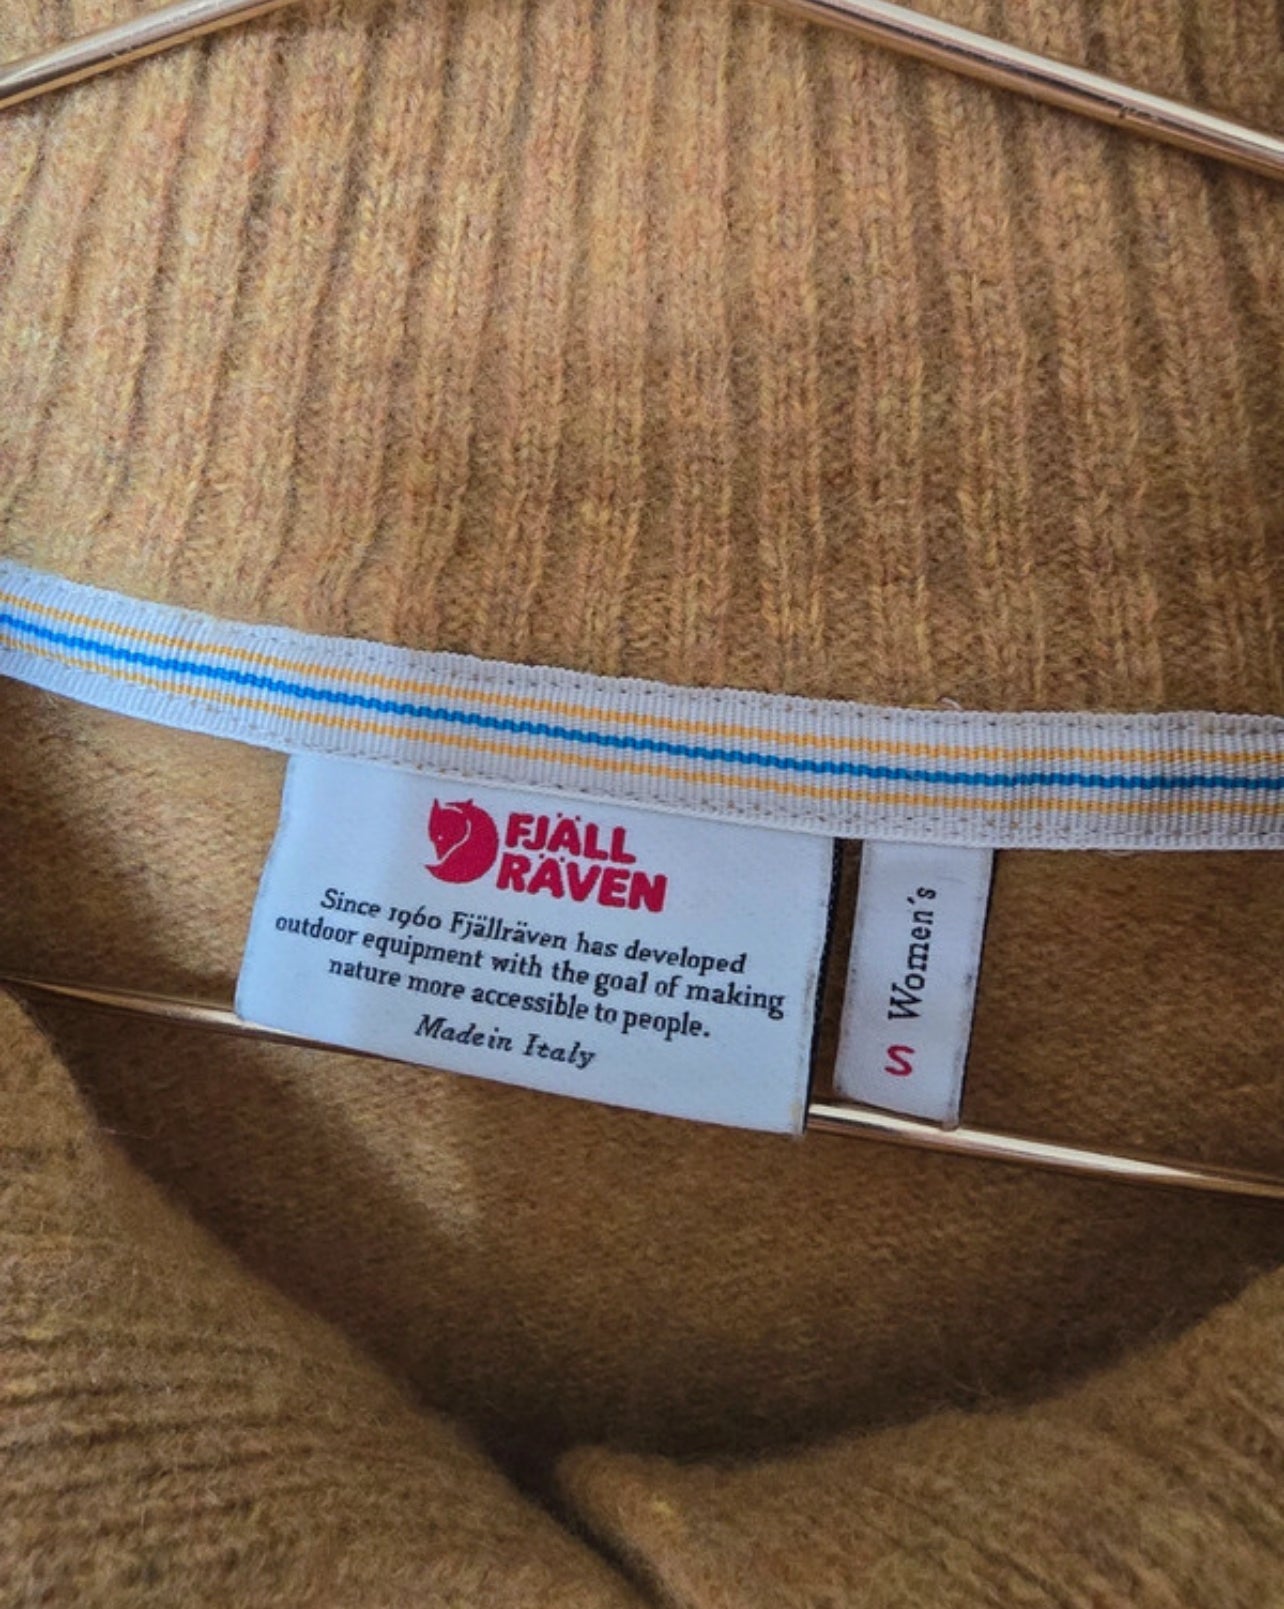 FJÄLL
RÄVEN
Since 1960 Fjällräven has developed
outdoor equipment with the goal of making
nature more accessible to people.
Made in Italy
Women's
S